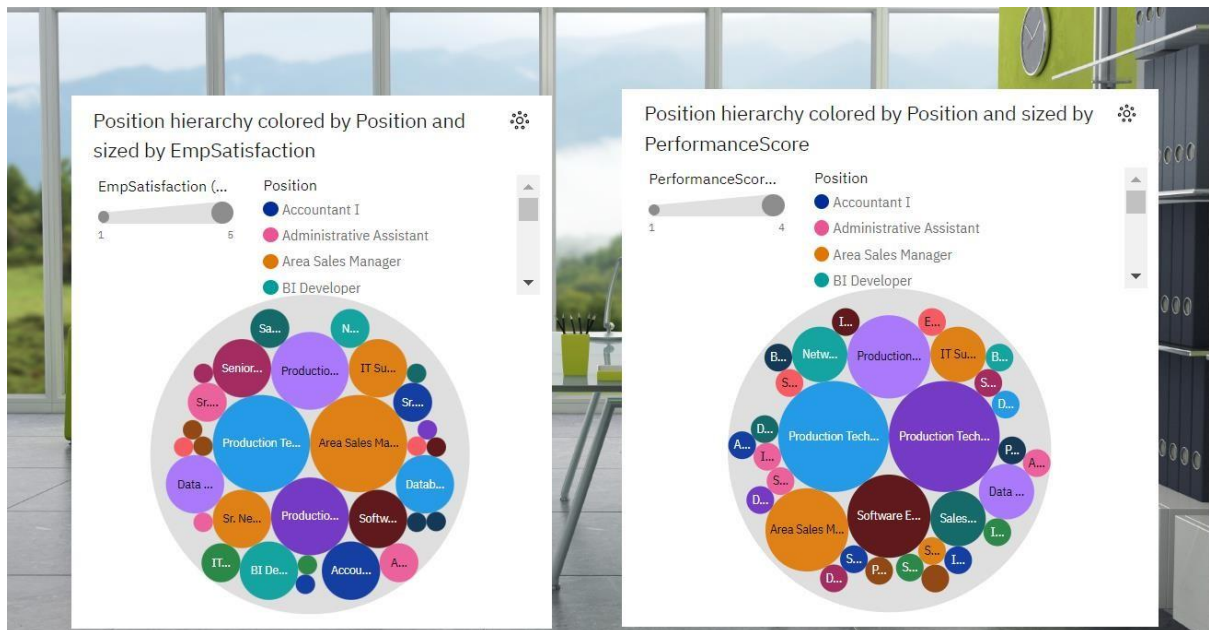 Position hierarchy colored by Position and
sized by EmpSatisfaction
EmpSatisfaction (...
1
5
Position
Accountant I
Administrative Assistant
Area Sales Manager
BI Developer
Sa...
N...
Senior...
Productio...
IT Su...
Sr....
Sr....
Production Te...
Area Sales Ma...
Data ...
Datab...
Sr. Ne...
Productio...
Softw...
IT...
BI De...
Accou...
A...
Position hierarchy colored by Position and sized by
PerformanceScore
PerformanceScor...
1
4
Position
Accountant I
Administrative Assistant
Area Sales Manager
BI Developer
I...
E...
B...
Netw...
Production...
IT Su...
B...
S...
S...
D...
D...
A...
I...
Production Tech...
Production Tech...
P...
A...
S...
D...
Data ...
Area Sales M...
Software E...
Sales...
I...
S...
S...
I...
P...
S...
D...